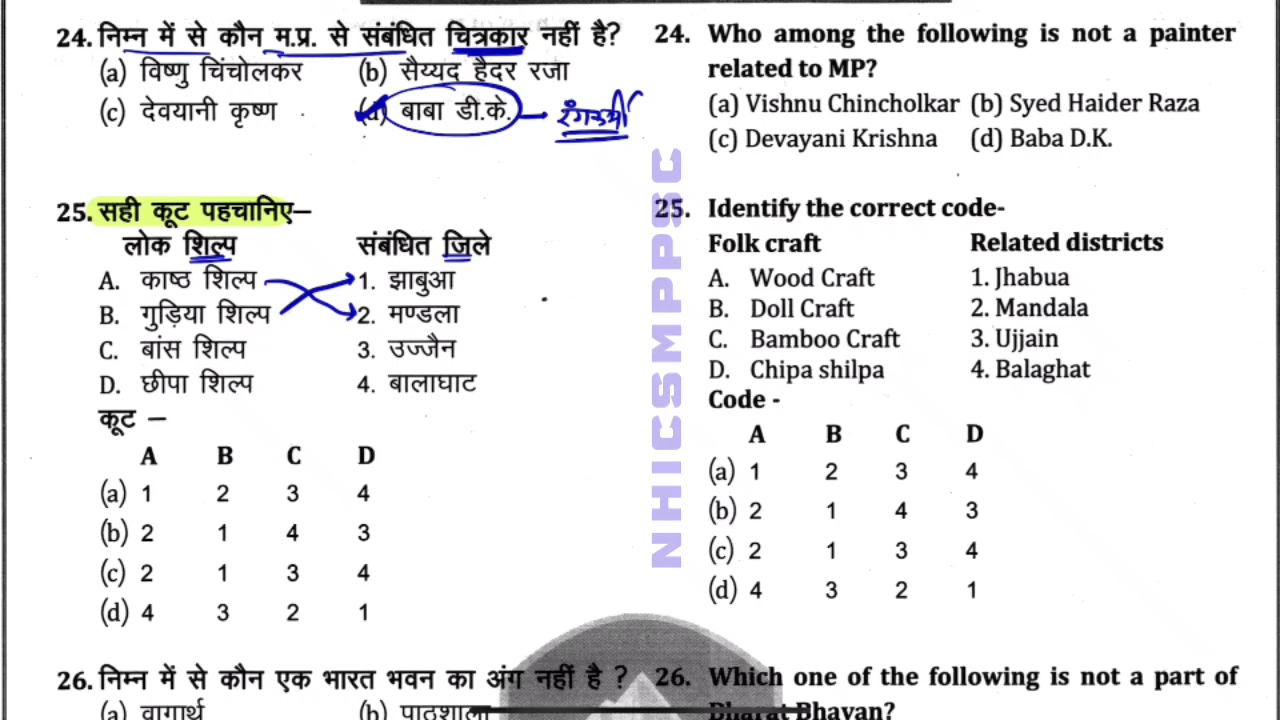 24. निम्न में से कौन म.प्र. से संबंधित चित्रकार नहीं है?
(a) विष्णु चिंचोलकर (b) सैय्यद हैदर रजा
(c) देवयानी कृष्ण (d) बाबा डी.के. – रंगकर्मी
25. सही कूट पहचानिए–
लोक शिल्प संबंधित जिले
A. काष्ठ शिल्प 1. झाबुआ
B. गुड़िया शिल्प 2. मण्डला
C. बांस शिल्प 3. उज्जैन
D. छीपा शिल्प 4. बालाघाट
कूट –
A B C D
(a) 1 2 3 4
(b) 2 1 4 3
(c) 2 1 3 4
(d) 4 3 2 1
26. निम्न में से कौन एक भारत भवन का अंग नहीं है ?
(a) वागार्थ (b) पाठशाला
24. Who among the following is not a painter
related to MP?
(a) Vishnu Chincholkar (b) Syed Haider Raza
(c) Devayani Krishna (d) Baba D.K.
25. Identify the correct code-
Folk craft Related districts
A. Wood Craft 1. Jhabua
B. Doll Craft 2. Mandala
C. Bamboo Craft 3. Ujjain
D. Chipa shilpa 4. Balaghat
Code -
A B C D
(a) 1 2 3 4
(b) 2 1 4 3
(c) 2 1 3 4
(d) 4 3 2 1
26. Which one of the following is not a part of
Bharat Bhavan?
NHICSMPPSC